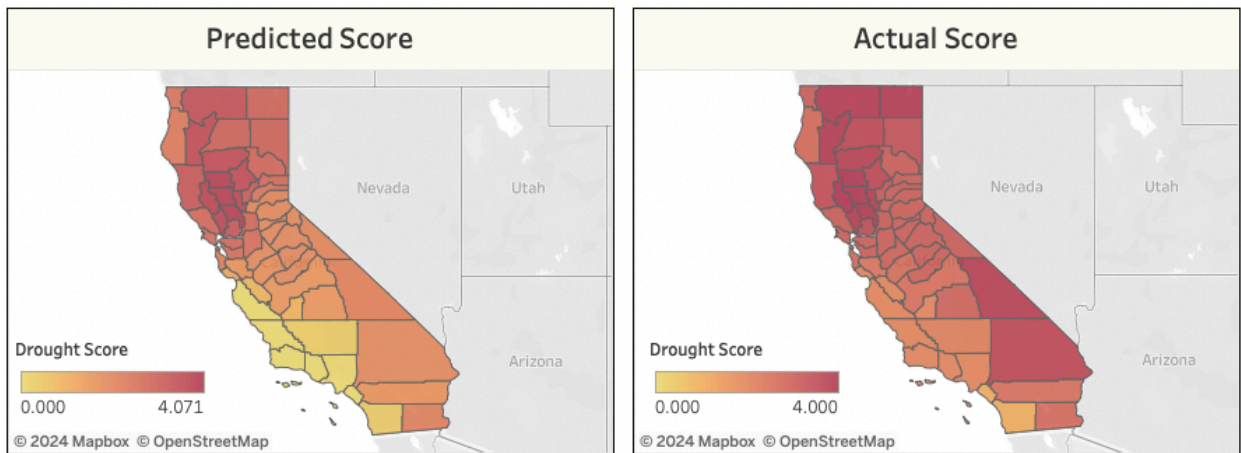 Predicted Score
Nevada
Utah
Arizona
Drought Score
0.000 4.071
© 2024 Mapbox © OpenStreetMap
Actual Score
Nevada
Utah
Arizona
Drought Score
0.000 4.000
© 2024 Mapbox © OpenStreetMap